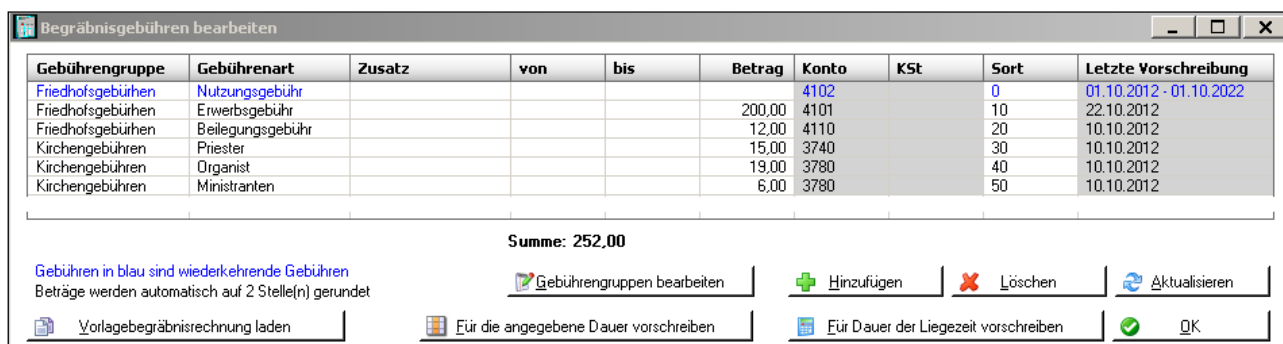 Begräbnisgebühren bearbeiten
Gebührengruppe Gebührenart Zusatz von bis Betrag Konto KSt Sort Letzte Vorschreibung
Friedhofsgebürhen Nutzungsgebühr 4102 0 01.10.2012 - 01.10.2022
Friedhofsgebürhen Erwerbsgebühr 200,00 4101 10 22.10.2012
Friedhofsgebürhen Beilegungsgebühr 12,00 4110 20 10.10.2012
Kirchengebühren Priester 15,00 3740 30 10.10.2012
Kirchengebühren Organist 19,00 3780 40 10.10.2012
Kirchengebühren Ministranten 6,00 3780 50 10.10.2012
Summe: 252,00
Gebühren in blau sind wiederkehrende Gebühren
Beträge werden automatisch auf 2 Stelle(n) gerundet
Gebührengruppen bearbeiten Hinzufügen Löschen Aktualisieren
Vorlagebegräbnisrechnung laden Für die angegebene Dauer vorschreiben Für Dauer der Liegezeit vorschreiben OK